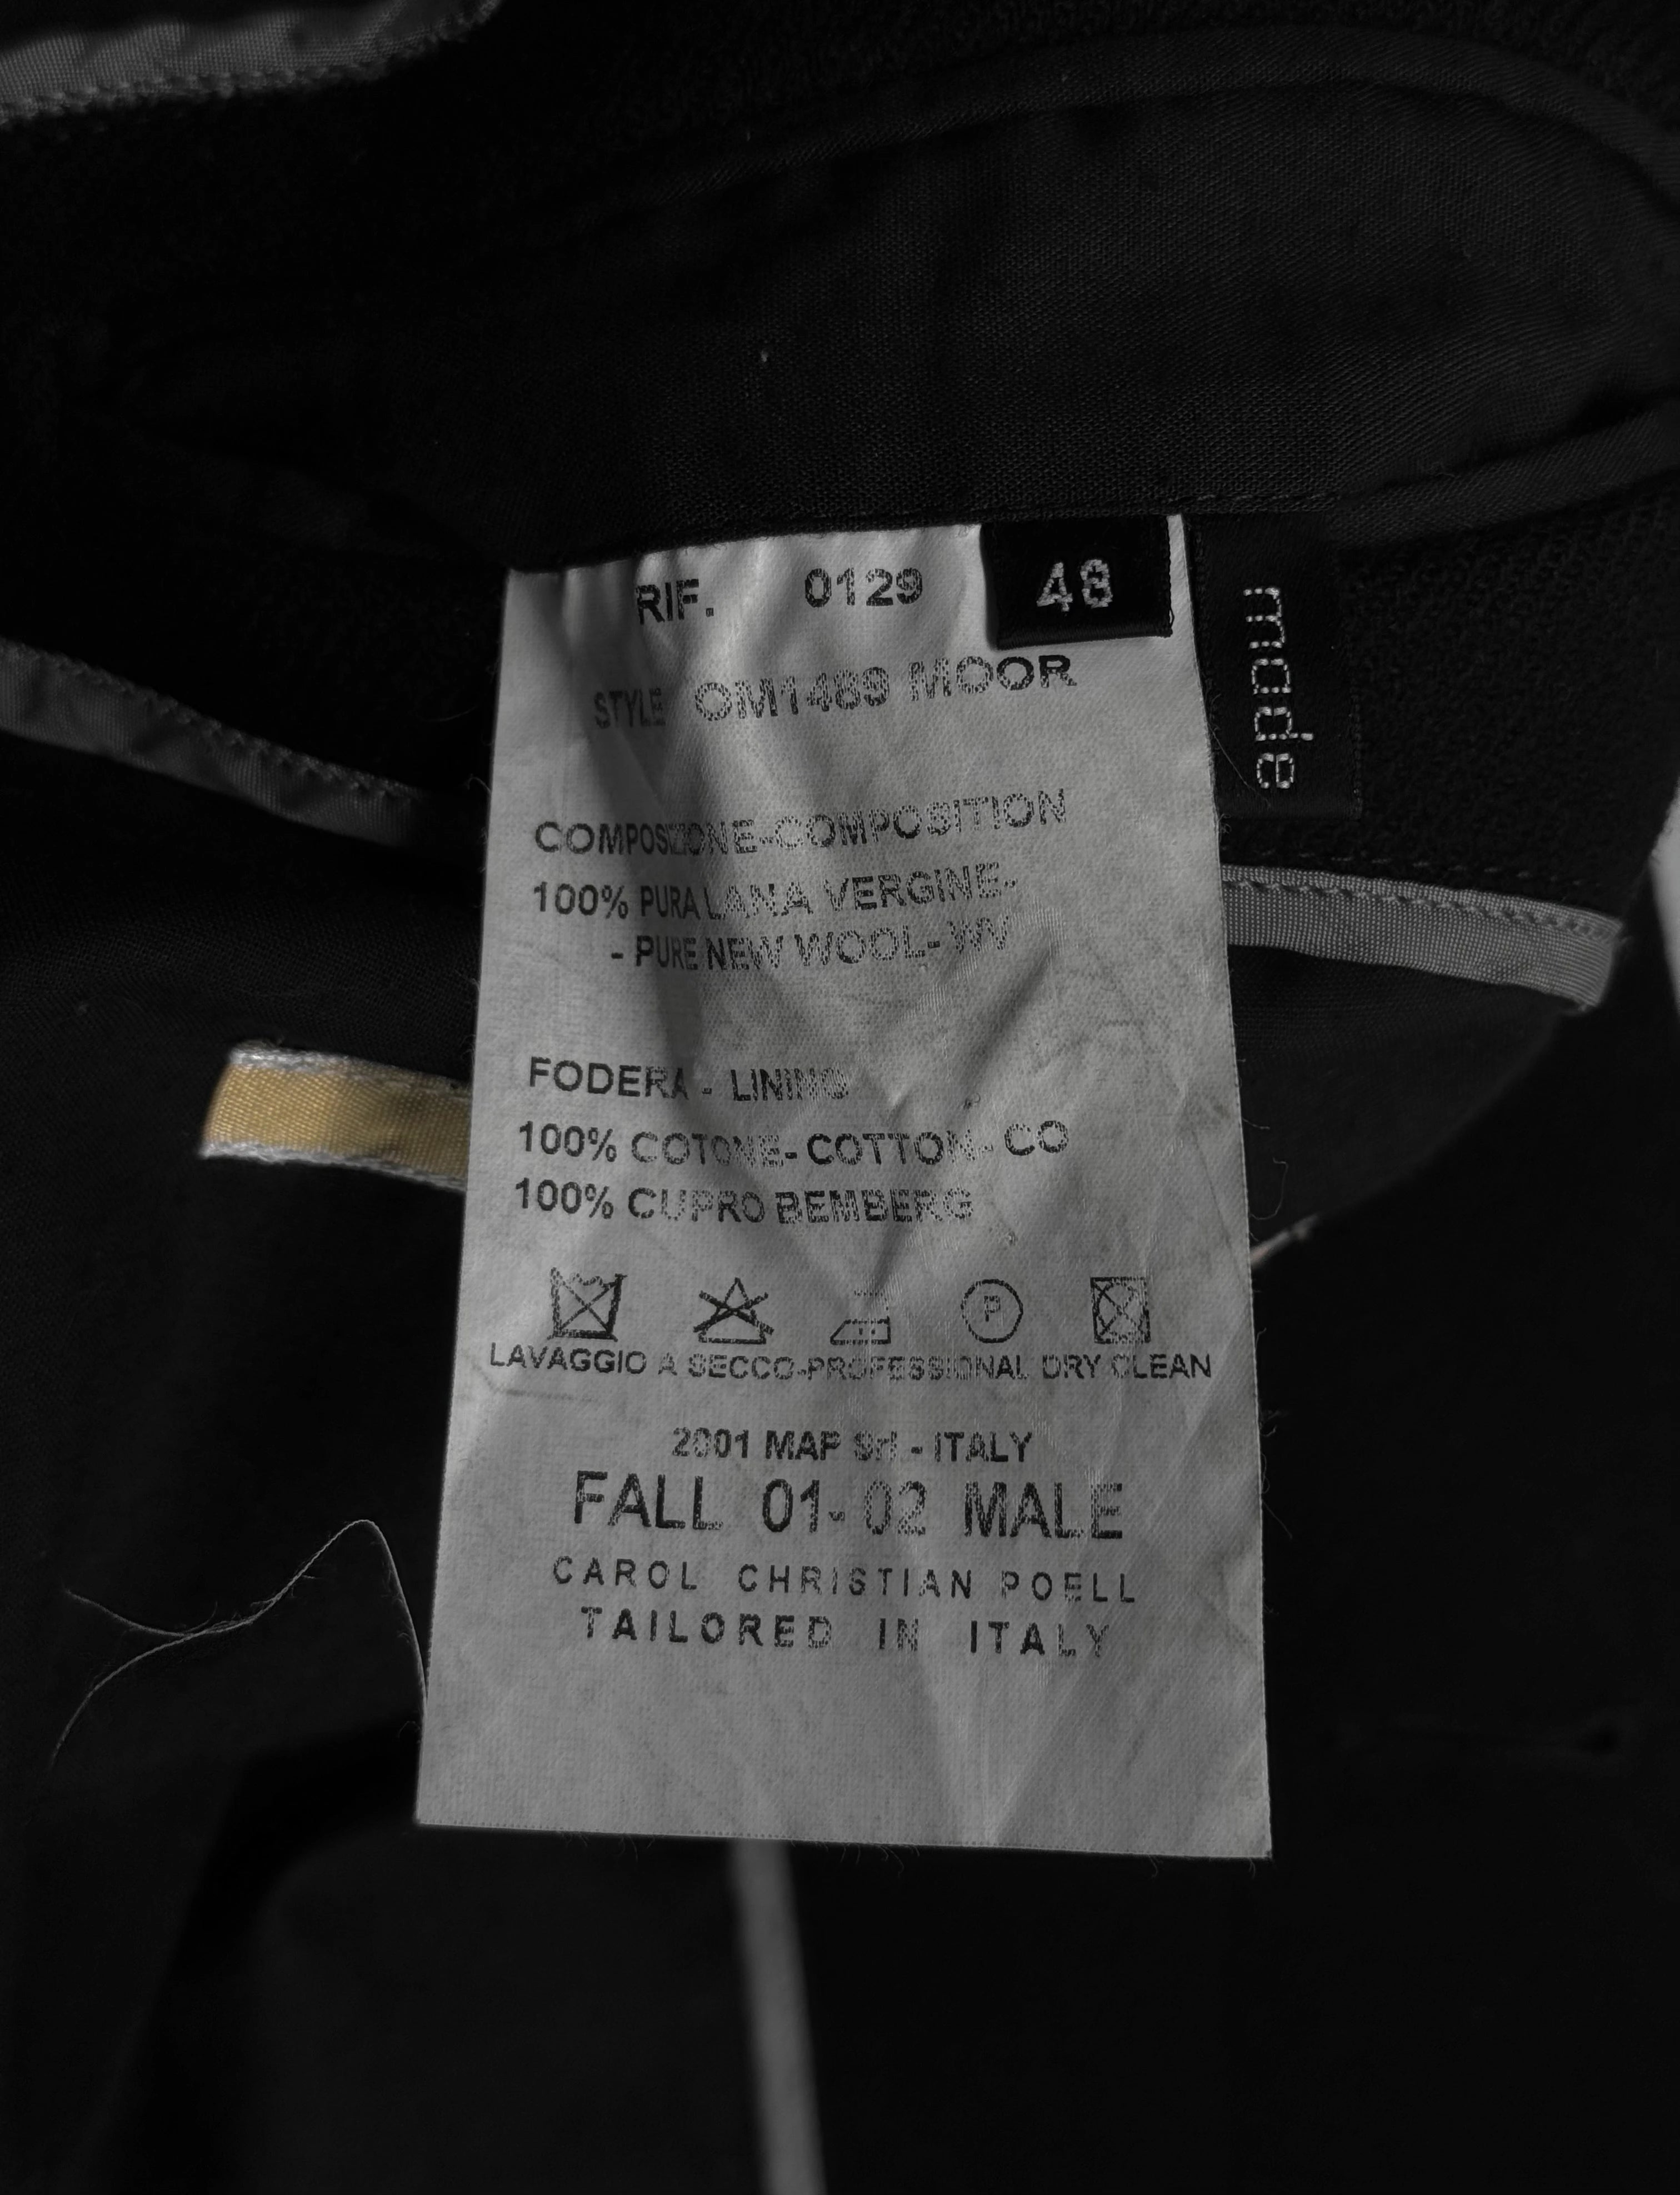 RIF. 0129
48
made
STYLE OM1489 MOOR
COMPOSIZIONE-COMPOSITION
100% PURA LANA VERGINE-
- PURE NEW WOOL- WV
FODERA - LINING
100% COTONE-COTTON-CO
100% CUPRO BEMBERG
P
LAVAGGIO A SECCO-PROFESSIONAL DRY CLEAN
2001 MAP Srl - ITALY
FALL 01-02 MALE
CAROL CHRISTIAN POELL
TAILORED IN ITALY